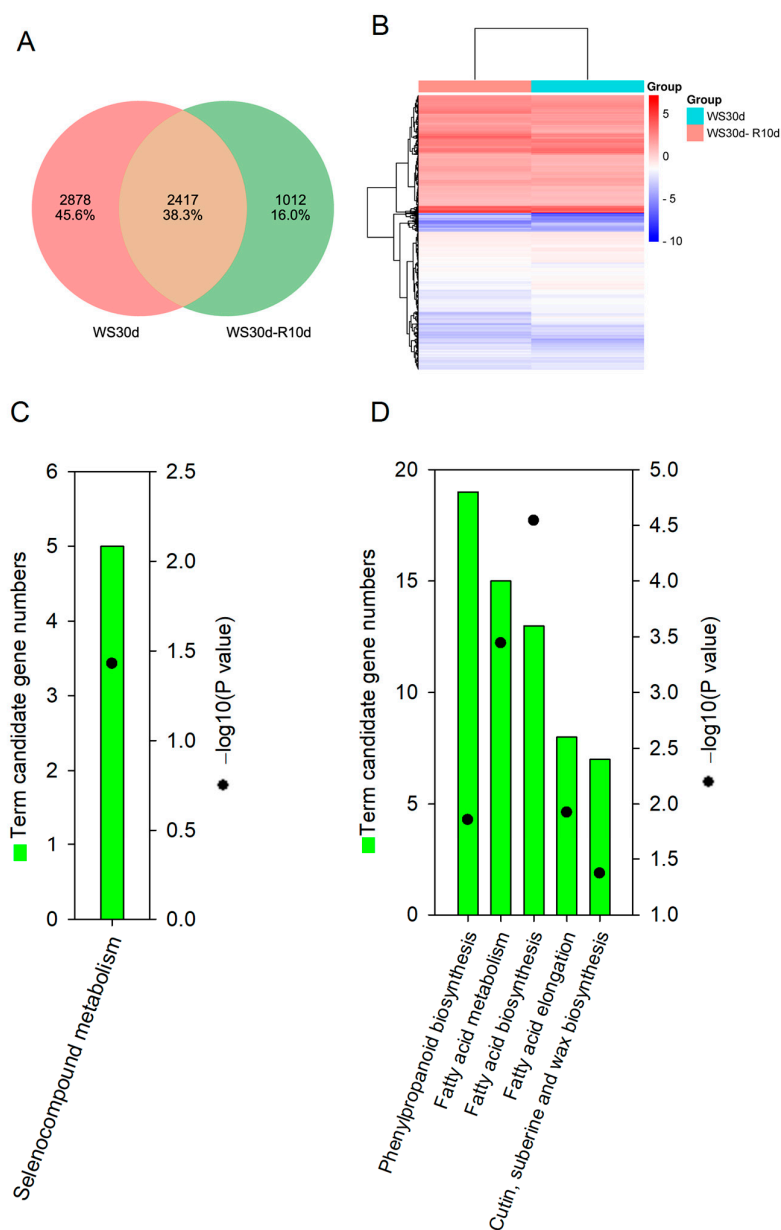 A
2878
45.6%
2417
38.3%
1012
16.0%
WS30d
WS30d-R10d
B
Group
5
0
- 5
- 10
Group
WS30d
WS30d- R10d
C
6
5
4
3
2
1
0
Term candidate gene numbers
2.5
2.0
1.5
1.0
0.5
0.0
−log10(P value)
Selenocompound metabolism
D
20
15
10
5
0
Term candidate gene numbers
5.0
4.5
4.0
3.5
3.0
2.5
2.0
1.5
1.0
−log10(P value)
Phenylpropanoid biosynthesis
Fatty acid metabolism
Fatty acid biosynthesis
Fatty acid elongation
Cutin, suberine and wax biosynthesis